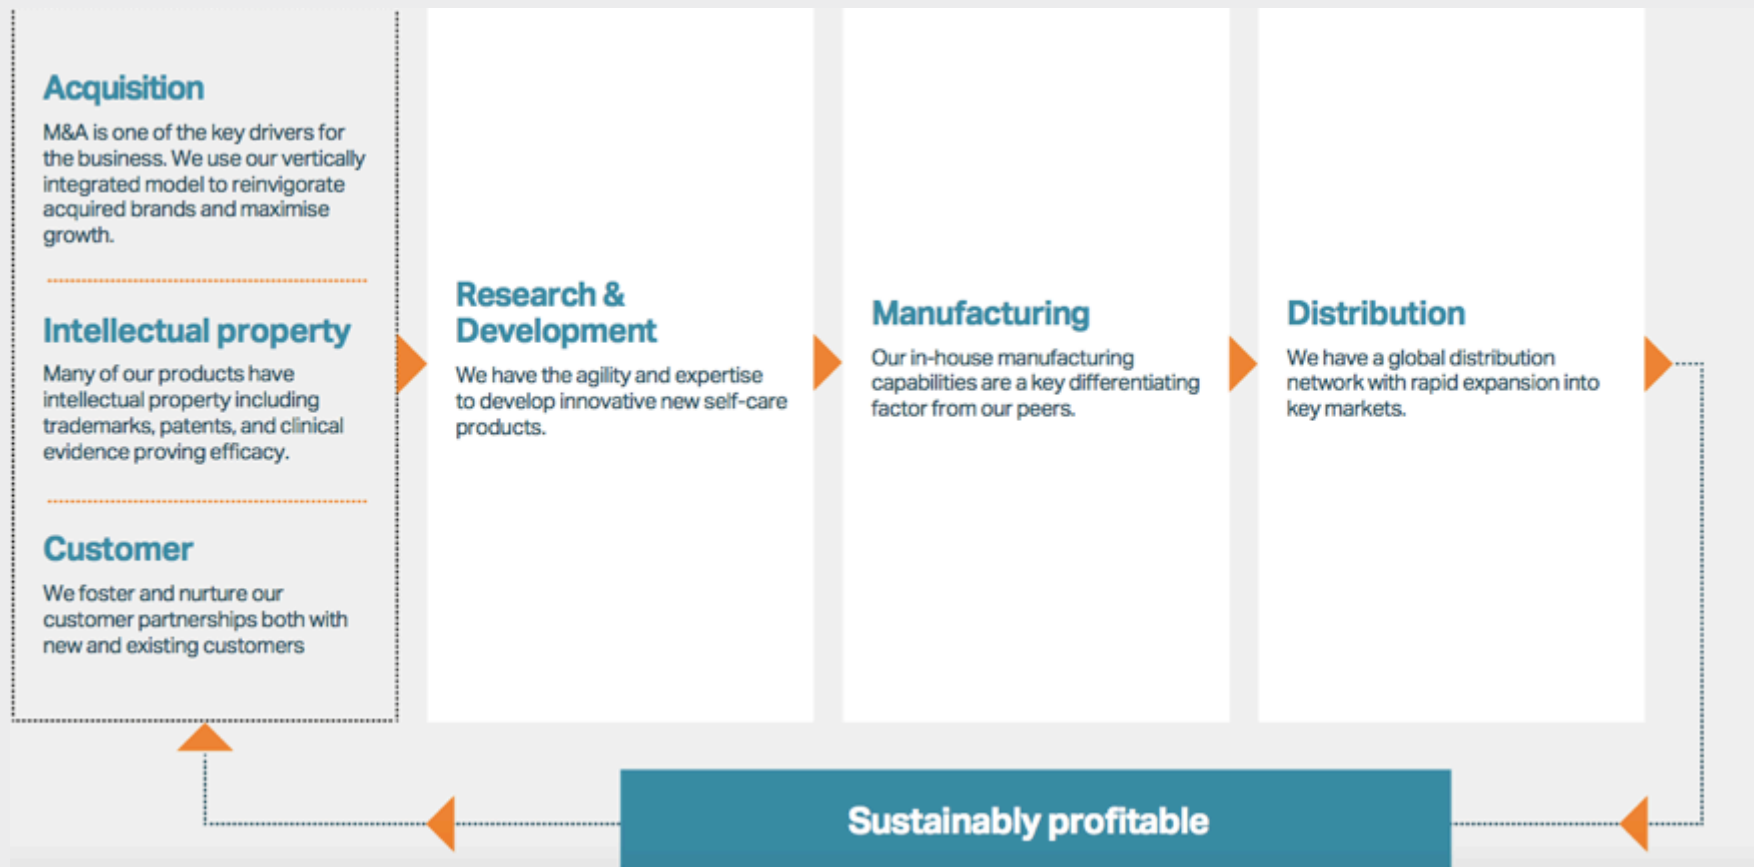 Acquisition
M&A is one of the key drivers for
the business. We use our vertically
integrated model to reinvigorate
acquired brands and maximise
growth.
Intellectual property
Many of our products have
intellectual property including
trademarks, patents, and clinical
evidence proving efficacy.
Customer
We foster and nurture our
customer partnerships both with
new and existing customers
Research &
Development
We have the agility and expertise
to develop innovative new self-care
products.
Manufacturing
Our in-house manufacturing
capabilities are a key differentiating
factor from our peers.
Distribution
We have a global distribution
network with rapid expansion into
key markets.
Sustainably profitable